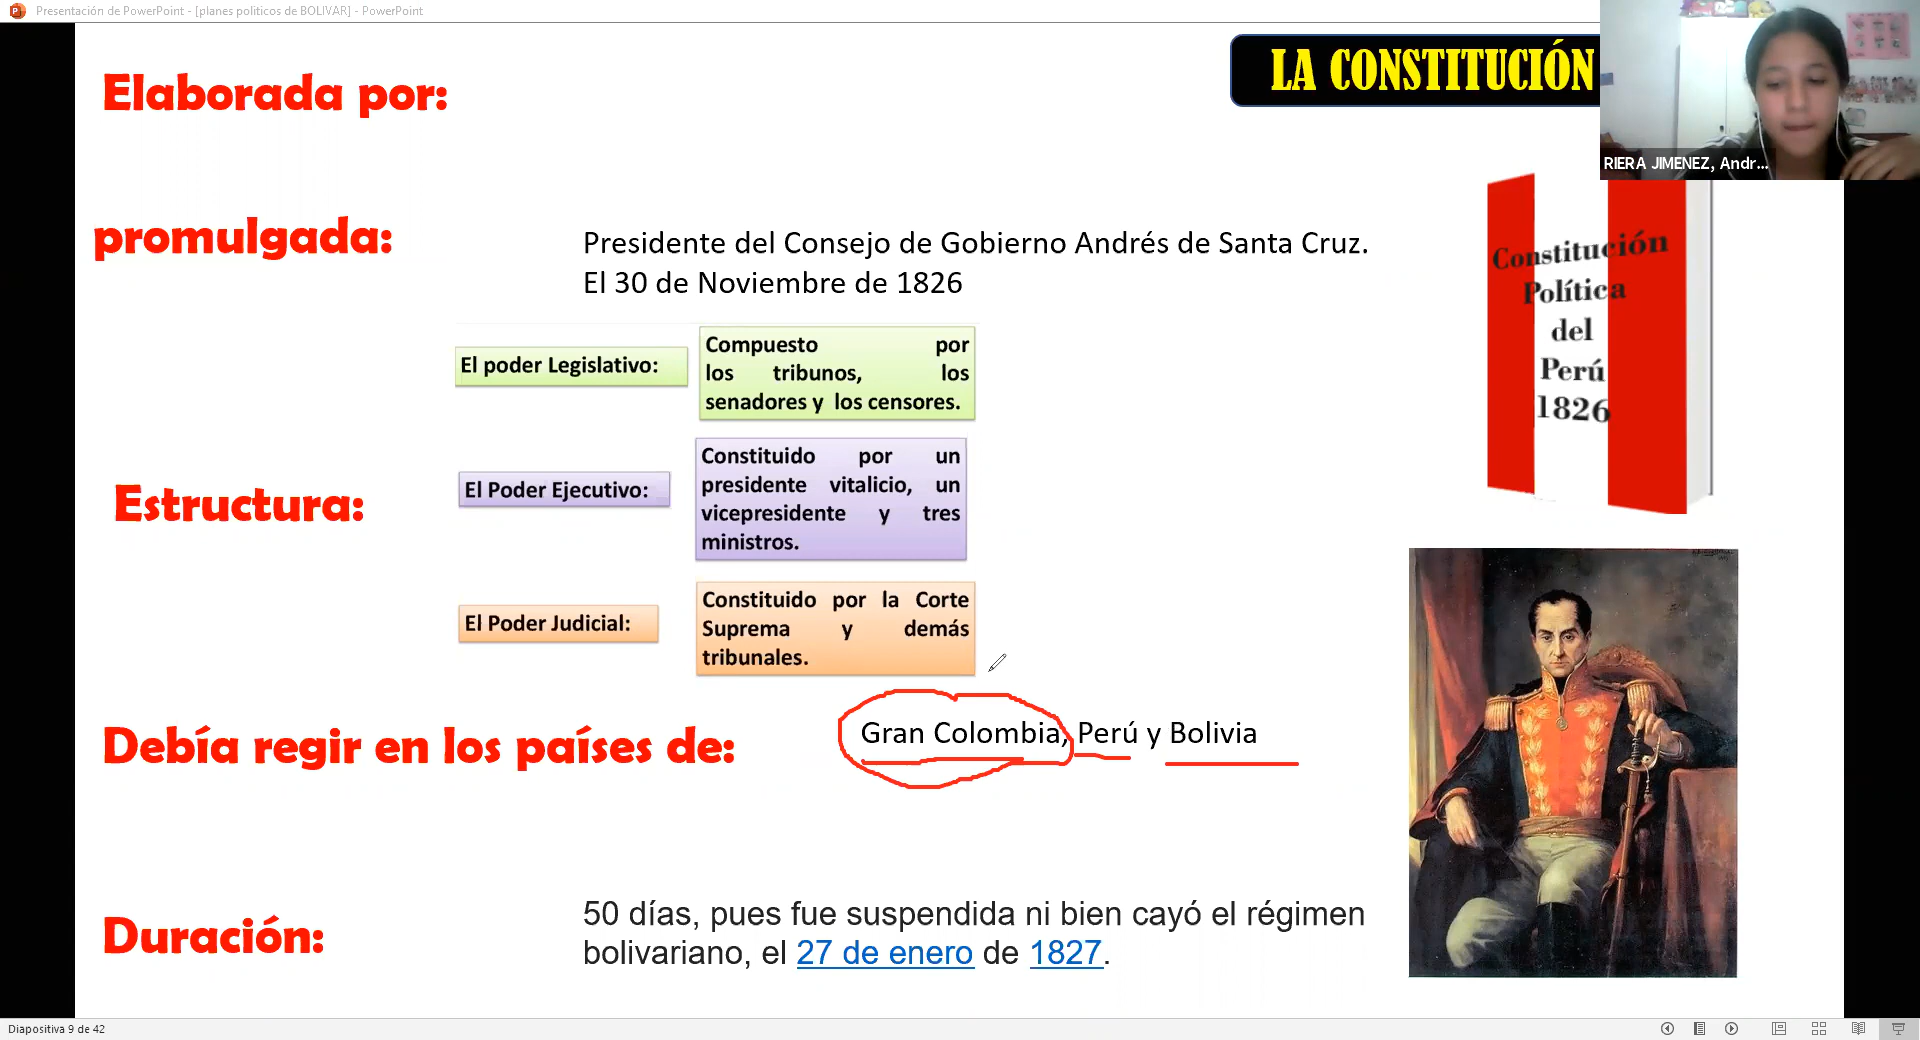 Presentación de PowerPoint - [planes politicos de BOLIVAR] - PowerPoint
LA CONSTITUCIÓN
Elaborada por:
RIERA JIMENEZ, Andr...
promulgada:
Presidente del Consejo de Gobierno Andrés de Santa Cruz.
El 30 de Noviembre de 1826
Constitución
Política
del
Perú
1826
Estructura:
El poder Legislativo:
Compuesto por
los tribunos, los
senadores y los censores.
El Poder Ejecutivo:
Constituido por un
presidente vitalicio, un
vicepresidente y tres
ministros.
El Poder Judicial:
Constituido por la Corte
Suprema y demás
tribunales.
Debía regir en los países de:
Gran Colombia, Perú y Bolivia
Duración:
50 días, pues fue suspendida ni bien cayó el régimen
bolivariano, el 27 de enero de 1827.
Diapositiva 9 de 42